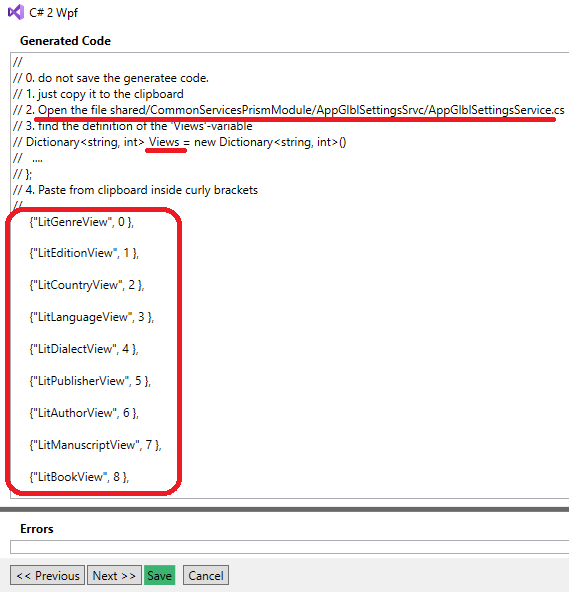 C# 2 Wpf
Generated Code
//
// 0. do not save the generatee code.
// 1. just copy it to the clipboard
// 2. Open the file shared/CommonServicesPrismModule/AppGlblSettingsSrvc/AppGlblSettingsService.cs
// 3. find the definition of the 'Views'-variable
// Dictionary<string, int> Views = new Dictionary<string, int>()
//    ....
// };
// 4. Paste from clipboard inside curly brackets
//
{"LitGenreView", 0 },
{"LitEditionView", 1 },
{"LitCountryView", 2 },
{"LitLanguageView", 3 },
{"LitDialectView", 4 },
{"LitPublisherView", 5 },
{"LitAuthorView", 6 },
{"LitManuscriptView", 7 },
{"LitBookView", 8 },
Errors
<< Previous Next >> Save Cancel